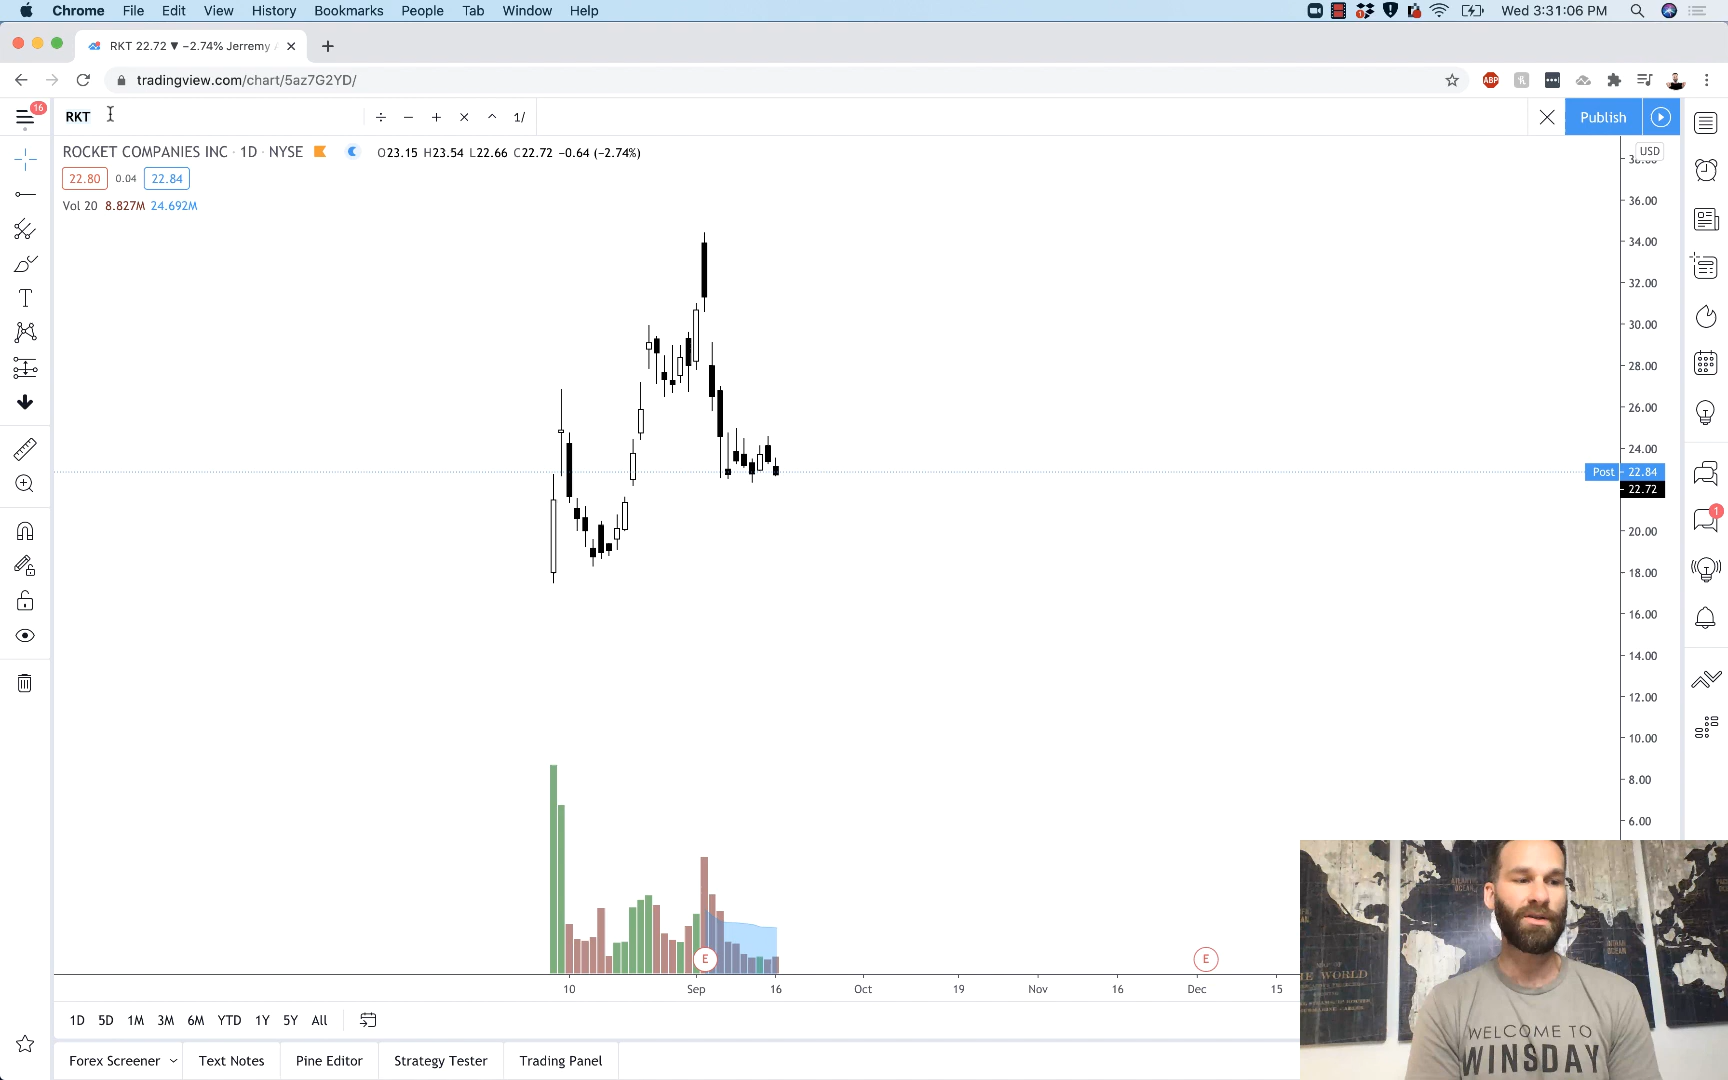 Chrome File Edit View History Bookmarks People Tab Window Help
Wed 3:31:06 PM
RKT 22.72 ▼ −2.74% Jerremy
tradingview.com/chart/5az7G2YD/
ABP
16
RKT
÷ − + × ^ 1/
Publish
ROCKET COMPANIES INC · 1D · NYSE
O23.15 H23.54 L22.66 C22.72 −0.64 (−2.74%)
USD
22.80 0.04 22.84
Vol 20 8.827M 24.692M
36.00
34.00
32.00
30.00
28.00
26.00
24.00
Post 22.84
22.72
20.00
18.00
16.00
14.00
12.00
10.00
8.00
6.00
1
E E
10 Sep 16 Oct 19 Nov 16 Dec 15
1D 5D 1M 3M 6M YTD 1Y 5Y All
Forex Screener Text Notes Pine Editor Strategy Tester Trading Panel
WELCOME TO
WINSDAY